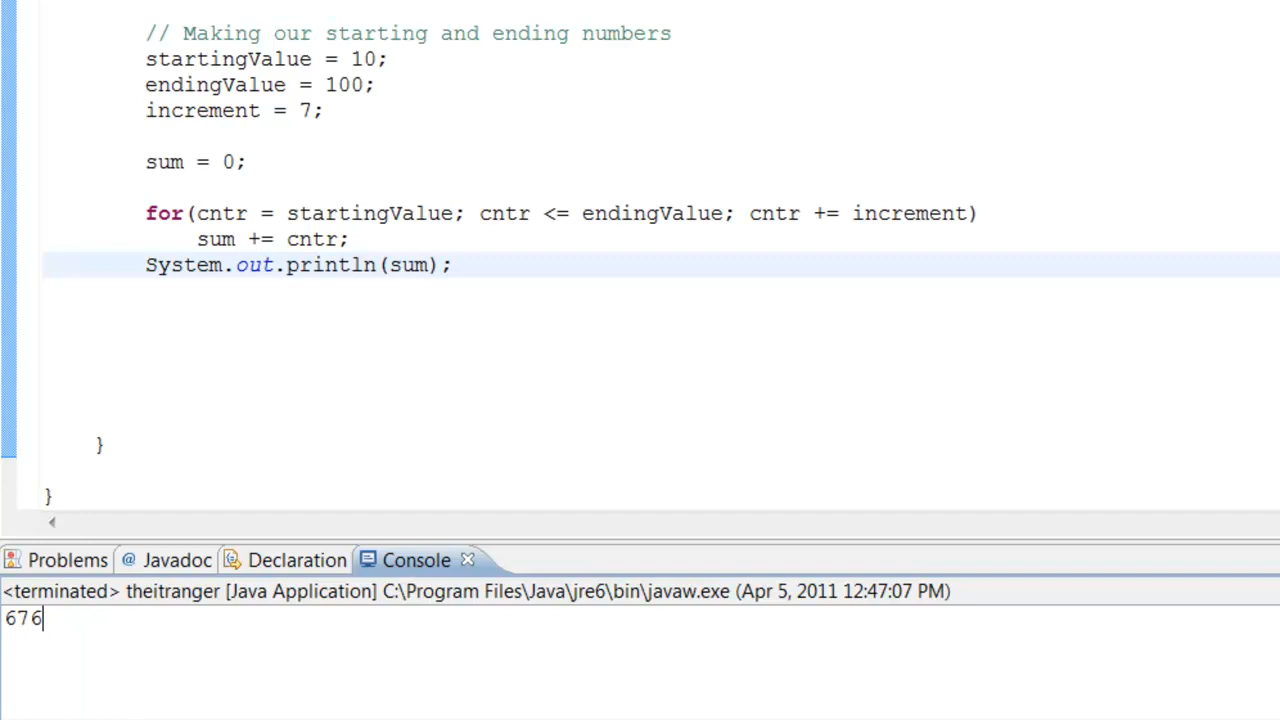 // Making our starting and ending numbers
startingValue = 10;
endingValue = 100;
increment = 7;
sum = 0;
for(cntr = startingValue; cntr <= endingValue; cntr += increment)
sum += cntr;
System.out.println(sum);
}
}
Problems @ Javadoc Declaration Console
<terminated> theitranger [Java Application] C:\Program Files\Java\jre6\bin\javaw.exe (Apr 5, 2011 12:47:07 PM)
676